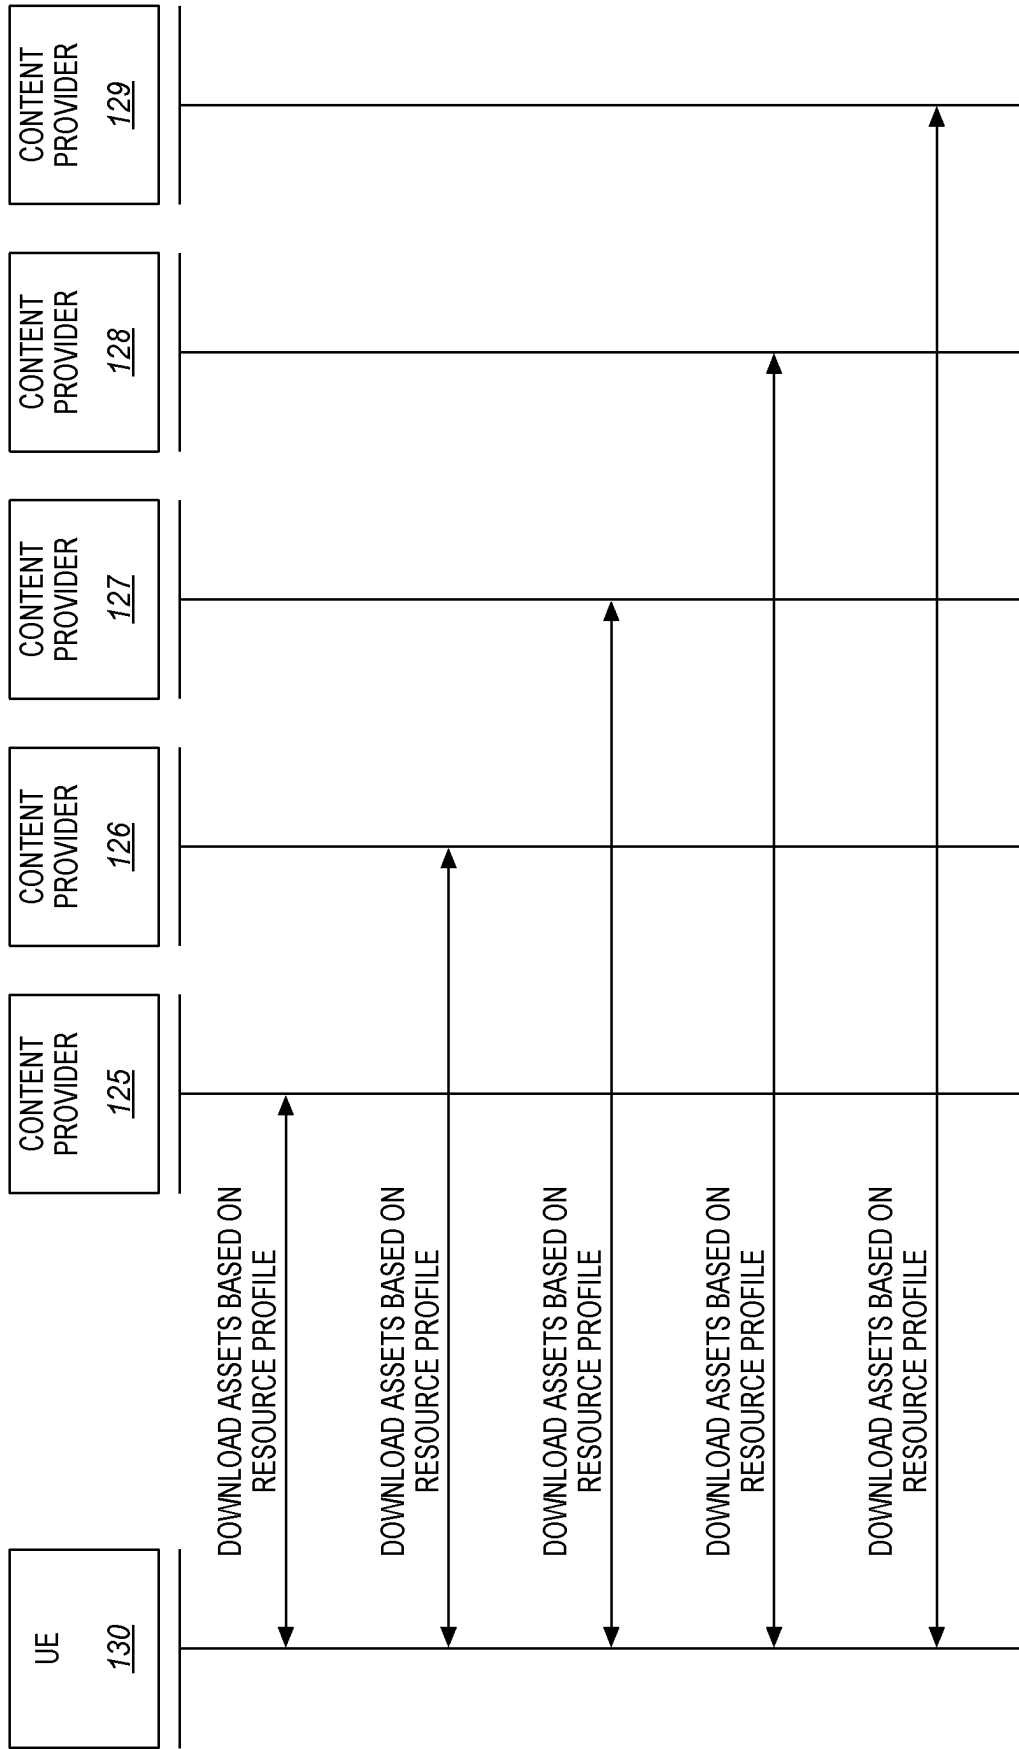 UE
130
CONTENT
PROVIDER
125
CONTENT
PROVIDER
126
CONTENT
PROVIDER
127
CONTENT
PROVIDER
128
CONTENT
PROVIDER
129
DOWNLOAD ASSETS BASED ON
RESOURCE PROFILE
DOWNLOAD ASSETS BASED ON
RESOURCE PROFILE
DOWNLOAD ASSETS BASED ON
RESOURCE PROFILE
DOWNLOAD ASSETS BASED ON
RESOURCE PROFILE
DOWNLOAD ASSETS BASED ON
RESOURCE PROFILE